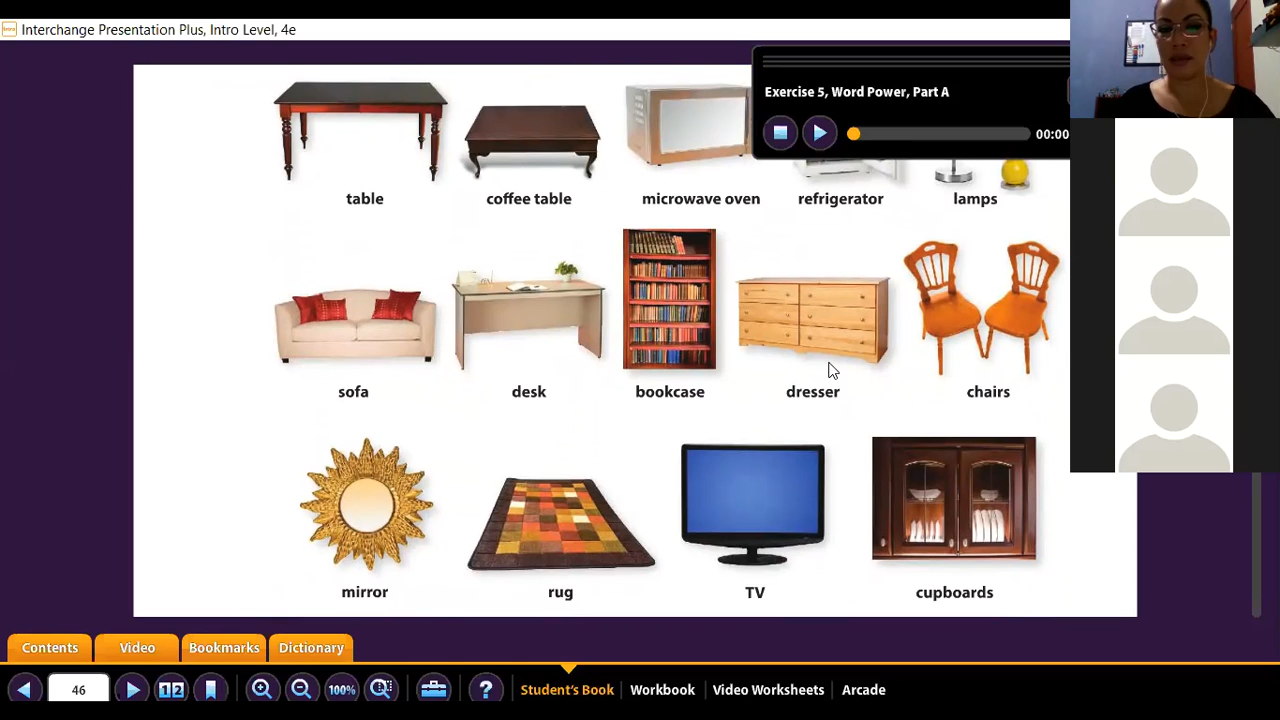 Interchange Presentation Plus, Intro Level, 4e
Exercise 5, Word Power, Part A
00:00
table
coffee table
microwave oven
refrigerator
lamps
sofa
desk
bookcase
dresser
chairs
mirror
rug
TV
cupboards
Contents
Video
Bookmarks
Dictionary
46
1 2
100%
?
Student's Book
Workbook
Video Worksheets
Arcade